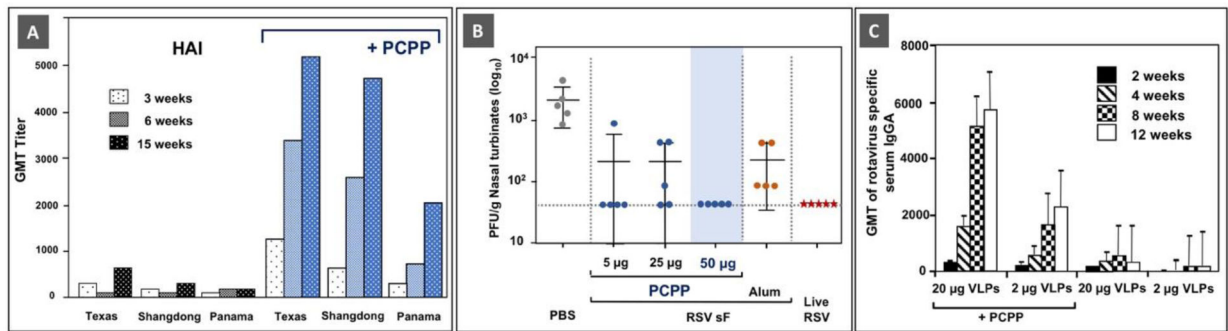 A
HAI
+ PCPP
GMT Titer
5000
4000
3000
2000
1000
0
3 weeks
6 weeks
15 weeks
Texas Shangdong Panama Texas Shangdong Panama
B
PFU/g Nasal turbinates (log10)
10⁴
10³
10²
10
5 µg 25 µg 50 µg
PCPP Alum
PBS RSV sF Live RSV
C
GMT of rotavirus specific
serum IgGA
8000
6000
4000
2000
0
2 weeks
4 weeks
8 weeks
12 weeks
20 µg VLPs 2 µg VLPs 20 µg VLPs 2 µg VLPs
+ PCPP